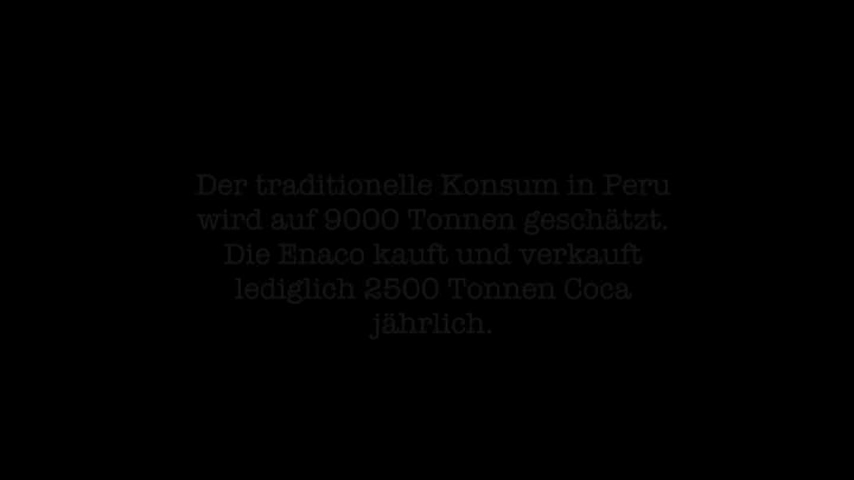 Der traditionelle Konsum in Peru
wird auf 9000 Tonnen geschätzt.
Die Enaco kauft und verkauft
lediglich 2500 Tonnen Coca
jährlich.